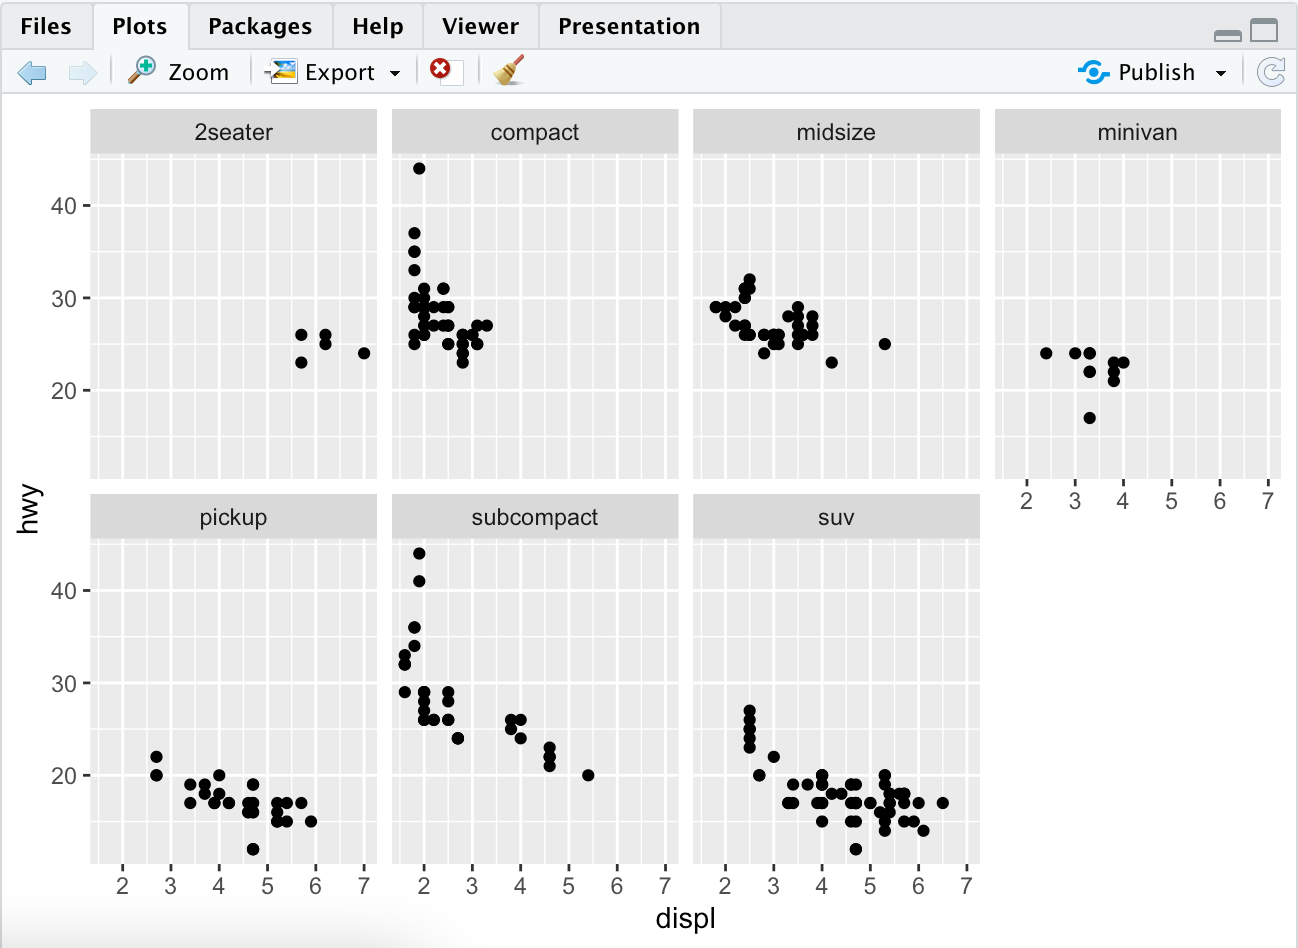 Files Plots Packages Help Viewer Presentation
Zoom Export Publish
2seater compact midsize minivan
40
30
20
2 3 4 5 6 7
hwy
pickup subcompact suv
40
30
20
2 3 4 5 6 7 2 3 4 5 6 7 2 3 4 5 6 7
displ